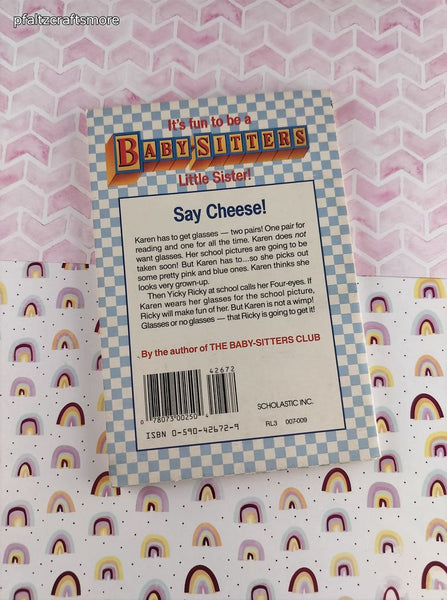 pfaltzcraftsmore
It's fun to be a
BABY-SITTERS
Little Sister!
Say Cheese!
Karen has to get glasses — two pairs! One pair for
reading and one for all the time. Karen does not
want glasses. Her school pictures are going to be
taken soon! But Karen has to...so she picks out
some pretty pink and blue ones. Karen thinks she
looks very grown-up.
Then Yicky Ricky at school calls her Four-eyes. If
Karen wears her glasses for the school picture,
Ricky will make fun of her. But Karen is not a wimp!
Glasses or no glasses — that Ricky is going to get it!
By the author of THE BABY-SITTERS CLUB
42672
0 78073 00250 4
ISBN 0-590-42672-9
SCHOLASTIC INC.
RL3 007-009